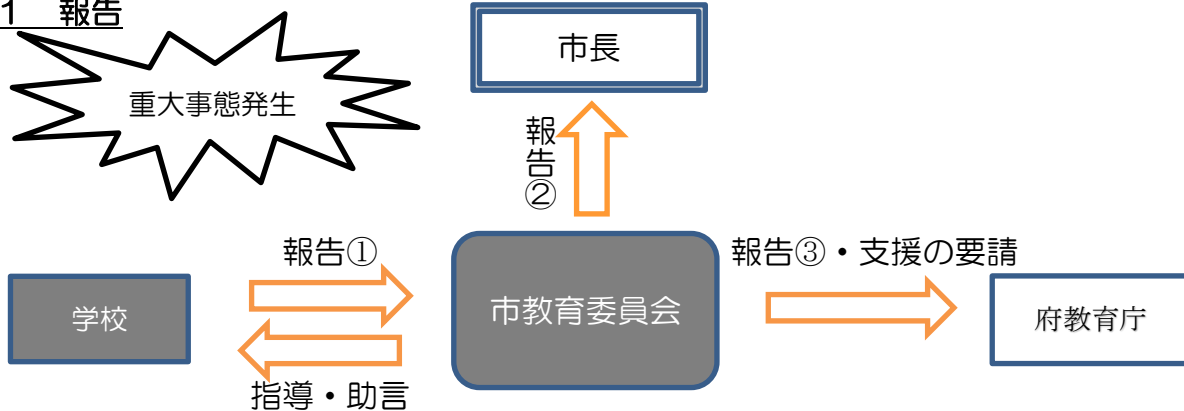 1 報告
重大事態発生
市長
報告②
報告①
報告③・支援の要請
学校
市教育委員会
府教育庁
指導・助言